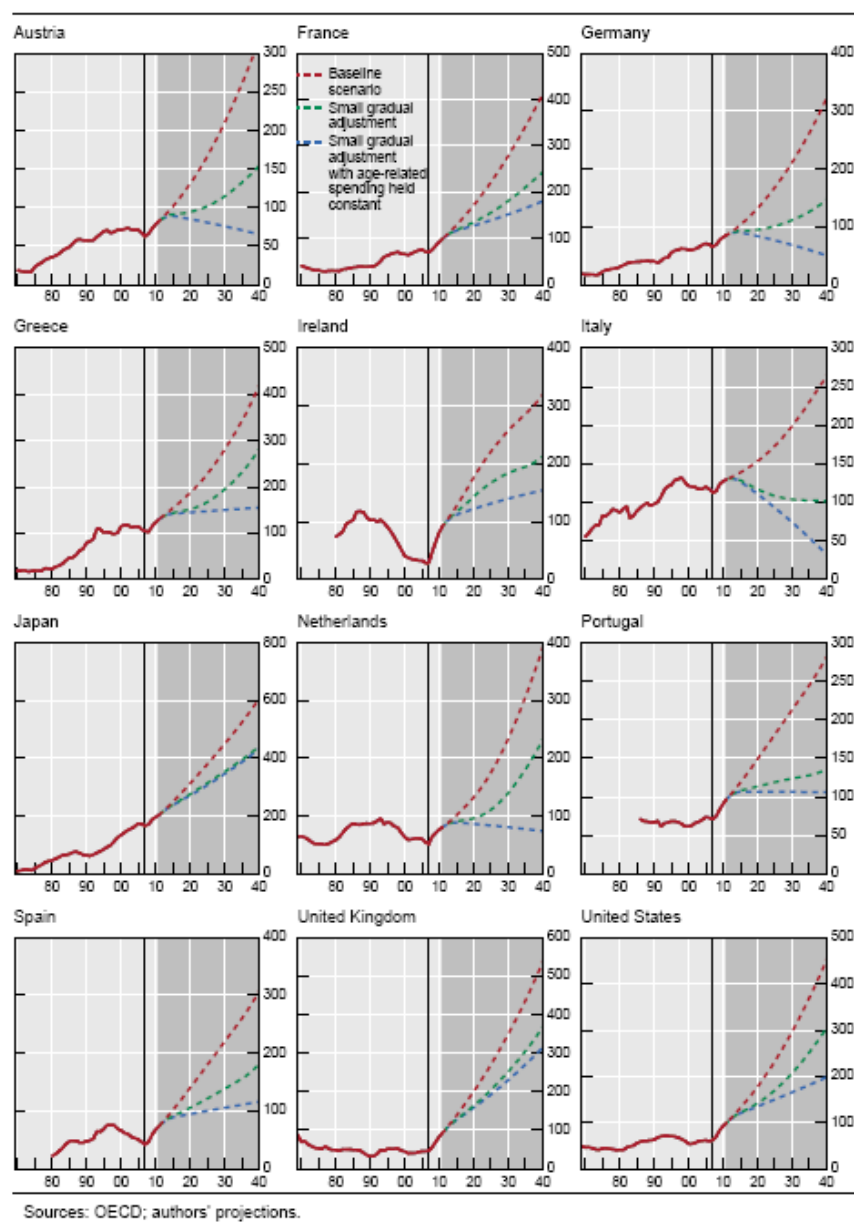 Austria
300
250
200
150
100
50
0
80 90 00 10 20 30 40
France
Baseline
scenario
Small gradual
adjustment
Small gradual
adjustment
with age-related
spending held
constant
500
400
300
200
100
0
80 90 00 10 20 30 40
Germany
400
300
200
100
0
80 90 00 10 20 30 40
Greece
500
400
300
200
100
0
80 90 00 10 20 30 40
Ireland
400
300
200
100
0
80 90 00 10 20 30 40
Italy
300
250
200
150
100
50
0
80 90 00 10 20 30 40
Japan
800
600
400
200
0
80 90 00 10 20 30 40
Netherlands
400
300
200
100
0
80 90 00 10 20 30 40
Portugal
300
250
200
150
100
50
0
80 90 00 10 20 30 40
Spain
400
300
200
100
0
80 90 00 10 20 30 40
United Kingdom
600
500
400
300
200
100
0
80 90 00 10 20 30 40
United States
500
400
300
200
100
0
80 90 00 10 20 30 40
Sources: OECD; authors' projections.